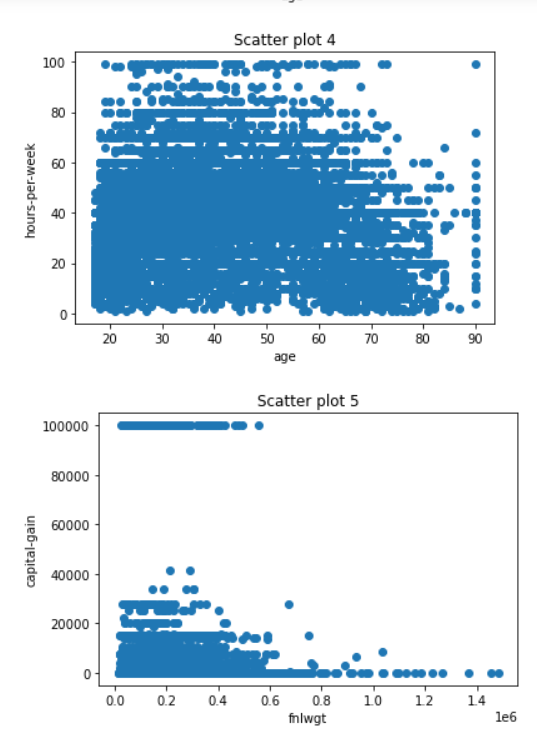 Scatter plot 4
100
80
60
40
20
0
hours-per-week
20 30 40 50 60 70 80 90
age
Scatter plot 5
100000
80000
60000
40000
20000
0
capital-gain
0.0 0.2 0.4 0.6 0.8 1.0 1.2 1.4
1e6
fnlwgt